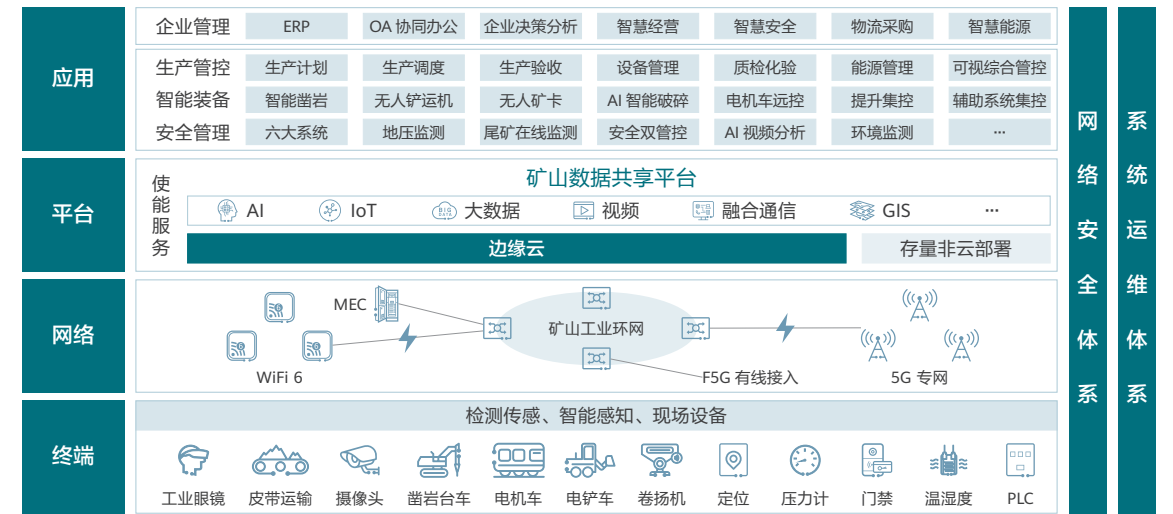 应用
企业管理 ERP OA 协同办公 企业决策分析 智慧经营 智慧安全 物流采购 智慧能源
生产管控 生产计划 生产调度 生产验收 设备管理 质检化验 能源管理 可视综合管控
智能装备 智能凿岩 无人铲运机 无人矿卡 AI 智能破碎 电机车远控 提升集控 辅助系统集控
安全管理 六大系统 地压监测 尾矿在线监测 安全双管控 AI 视频分析 环境监测 ···
平台
使能服务
矿山数据共享平台
AI IoT BIG DATA 大数据 视频 融合通信 GIS ···
边缘云 存量非云部署
网络
MEC
矿山工业环网
WiFi 6
F5G 有线接入
5G 专网
终端
检测传感、智能感知、现场设备
工业眼镜 皮带运输 摄像头 凿岩台车 电机车 电铲车 卷扬机 定位 压力计 门禁 温湿度 PLC
网络安全体系
系统运维体系